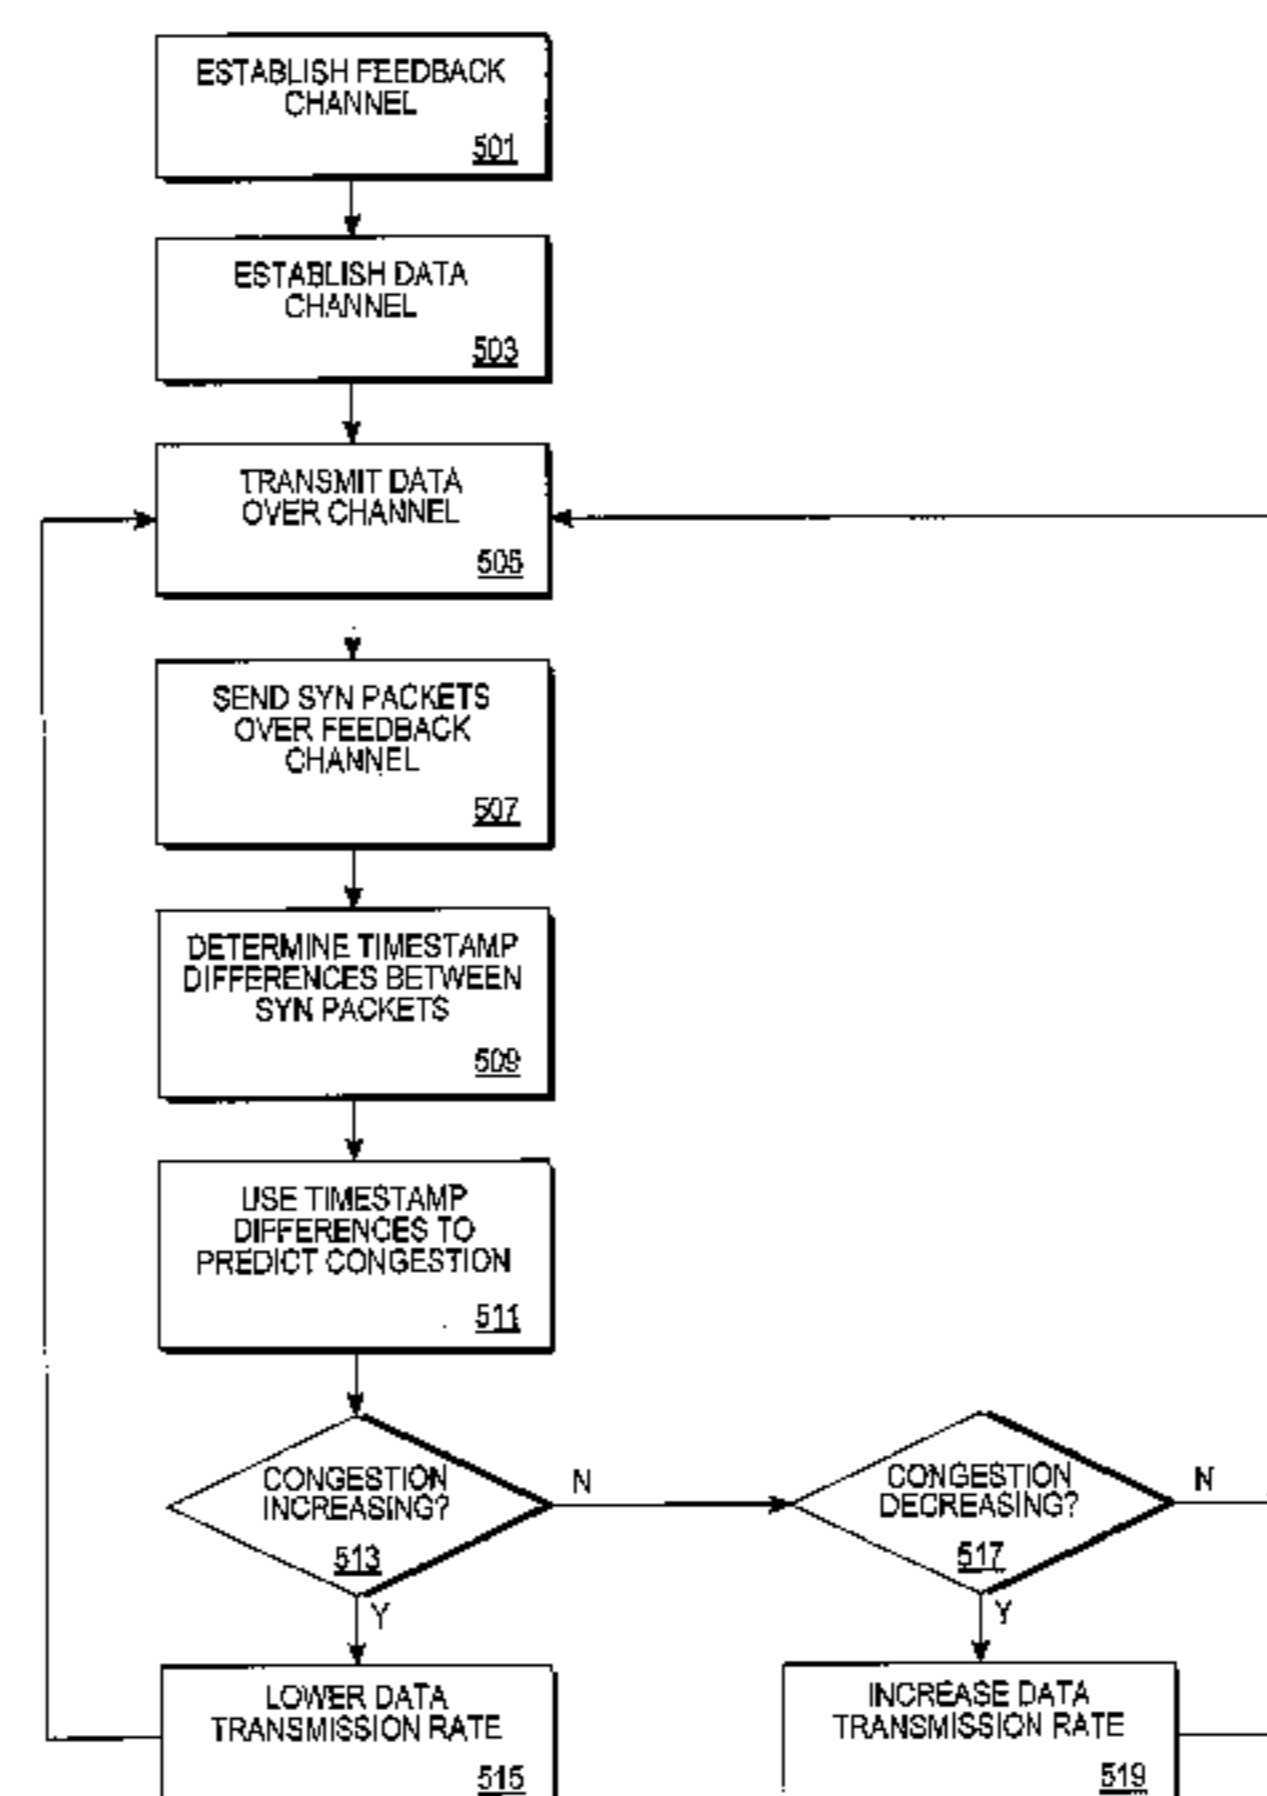 ESTABLISH FEEDBACK
CHANNEL
501
ESTABLISH DATA
CHANNEL
503
TRANSMIT DATA
OVER CHANNEL
505
SEND SYN PACKETS
OVER FEEDBACK
CHANNEL
507
DETERMINE TIMESTAMP
DIFFERENCES BETWEEN
SYN PACKETS
509
USE TIMESTAMP
DIFFERENCES TO
PREDICT CONGESTION
511
CONGESTION
INCREASING?
513
N
Y
CONGESTION
DECREASING?
517
N
Y
LOWER DATA
TRANSMISSION RATE
515
INCREASE DATA
TRANSMISSION RATE
519